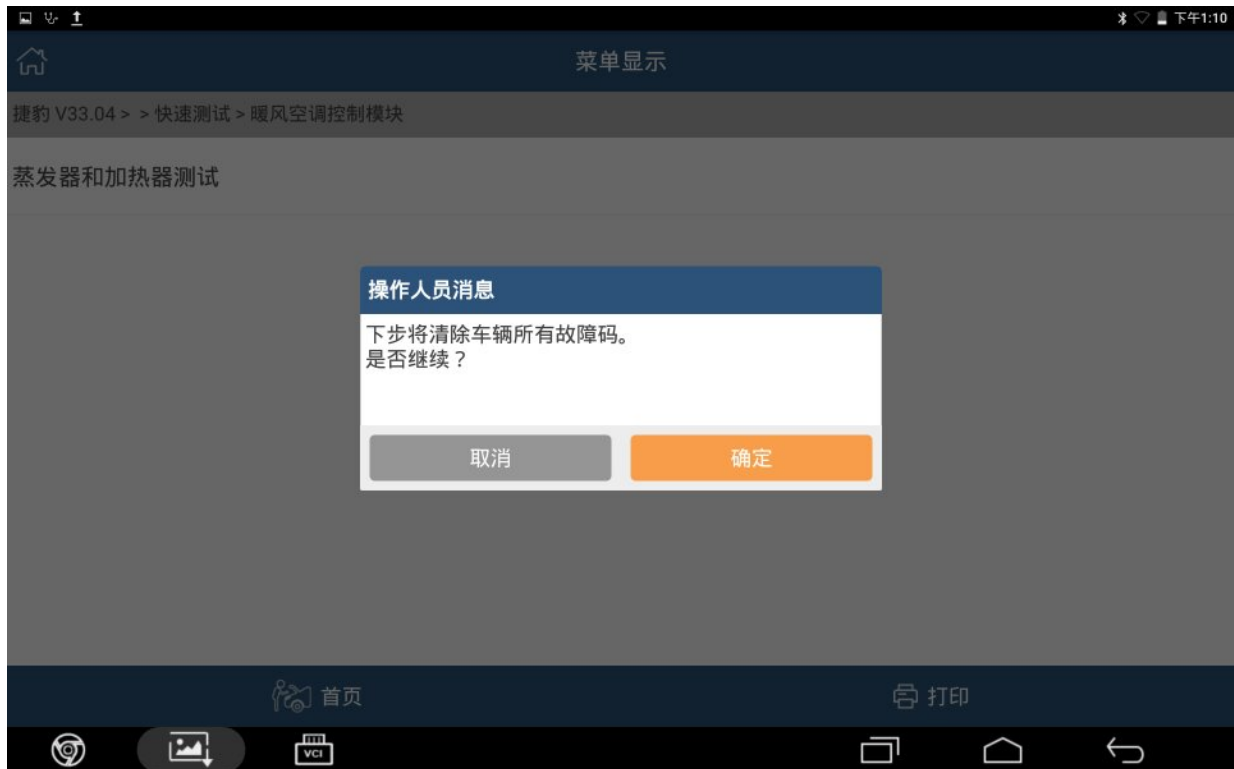 下午1:10
菜单显示
捷豹 V33.04 > > 快速测试 > 暖风空调控制模块
蒸发器和加热器测试
操作人员消息
下步将清除车辆所有故障码。
是否继续？
取消
确定
首页
打印
VCI